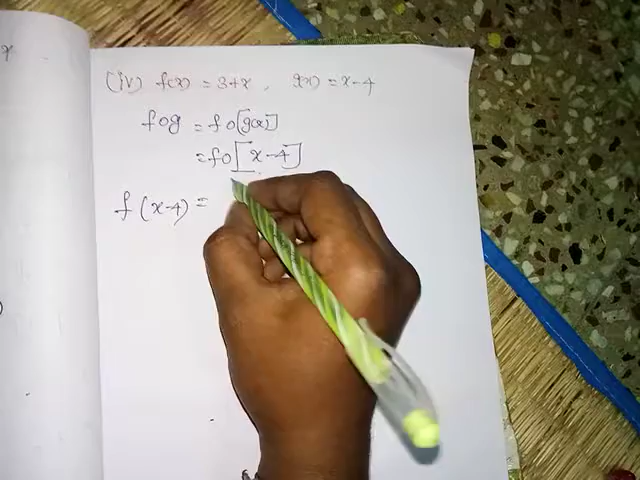 (iv) f(x) = 3+x, g(x) = x-4
fog = fo[g(x)]
= fo[x-4]
f(x-4) =